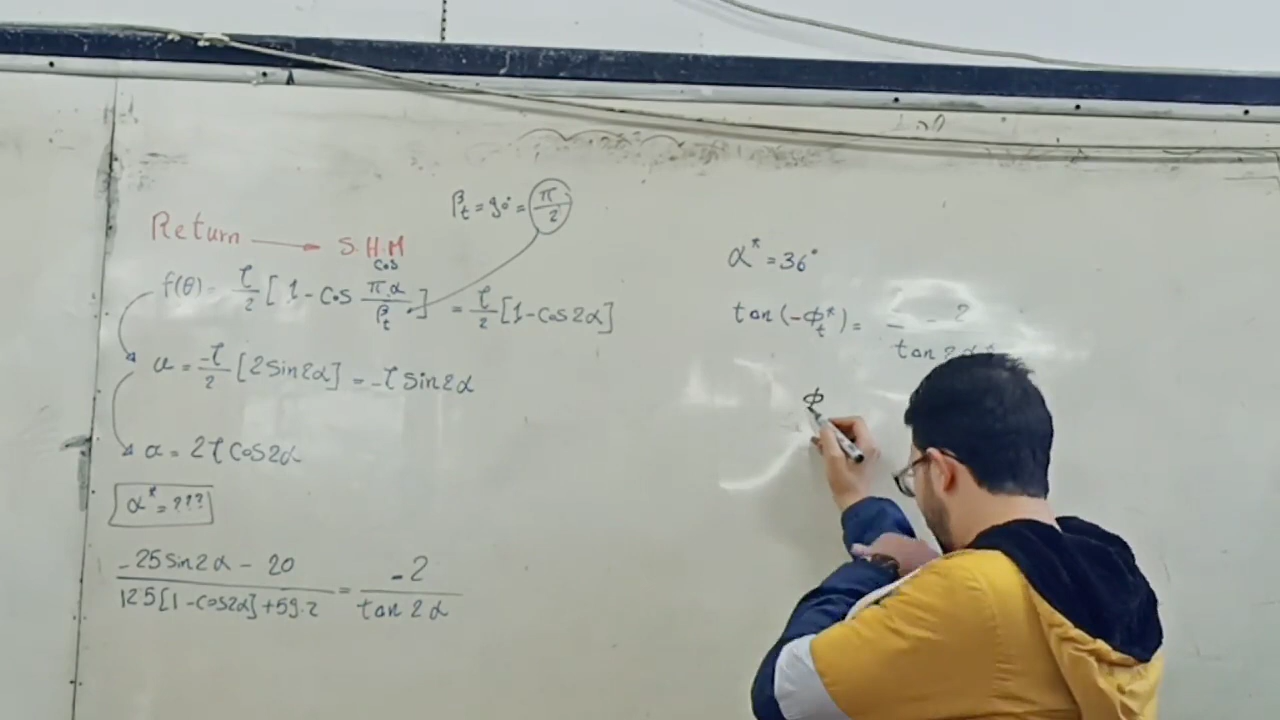 βt = 90° = π/2
Return → S.H.M
cos
f(θ) = τ/2 [1 - cos πα/βt] = τ/2 [1 - cos 2α]
u = -τ/2 [2 sin 2α] = -τ sin 2α
a = 2τ cos 2α
α* = ???
(-25 sin 2α - 20) / (125[1 - cos 2α] + 59.2) = -2 / tan 2α
α* = 36°
tan(-ϕt*) = - -2 / tan 2α*
ϕ